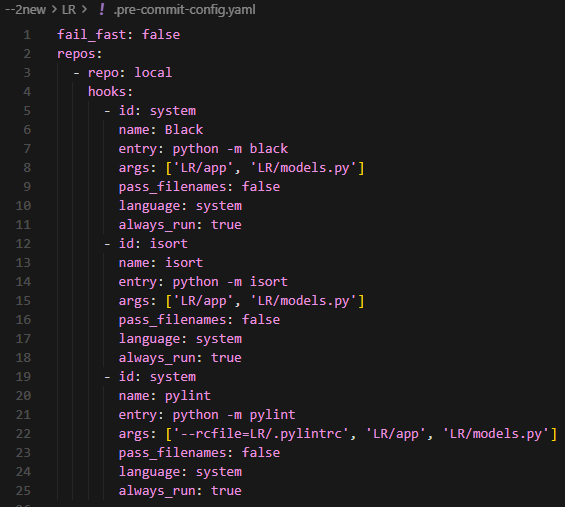 --2new > LR > ! .pre-commit-config.yaml
1 fail_fast: false
2 repos:
3   - repo: local
4     hooks:
5       - id: system
6         name: Black
7         entry: python -m black
8         args: ['LR/app', 'LR/models.py']
9         pass_filenames: false
10         language: system
11         always_run: true
12       - id: isort
13         name: isort
14         entry: python -m isort
15         args: ['LR/app', 'LR/models.py']
16         pass_filenames: false
17         language: system
18         always_run: true
19       - id: system
20         name: pylint
21         entry: python -m pylint
22         args: ['--rcfile=LR/.pylintrc', 'LR/app', 'LR/models.py']
23         pass_filenames: false
24         language: system
25         always_run: true